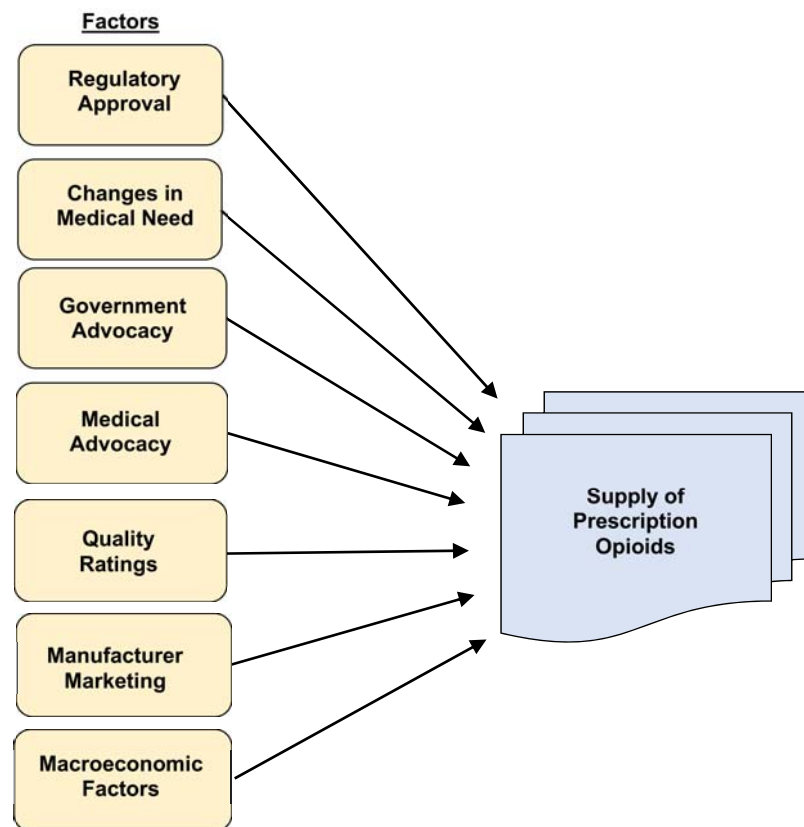 Factors
Regulatory
Approval
Changes in
Medical Need
Government
Advocacy
Medical
Advocacy
Quality
Ratings
Manufacturer
Marketing
Macroeconomic
Factors
Supply of
Prescription
Opioids